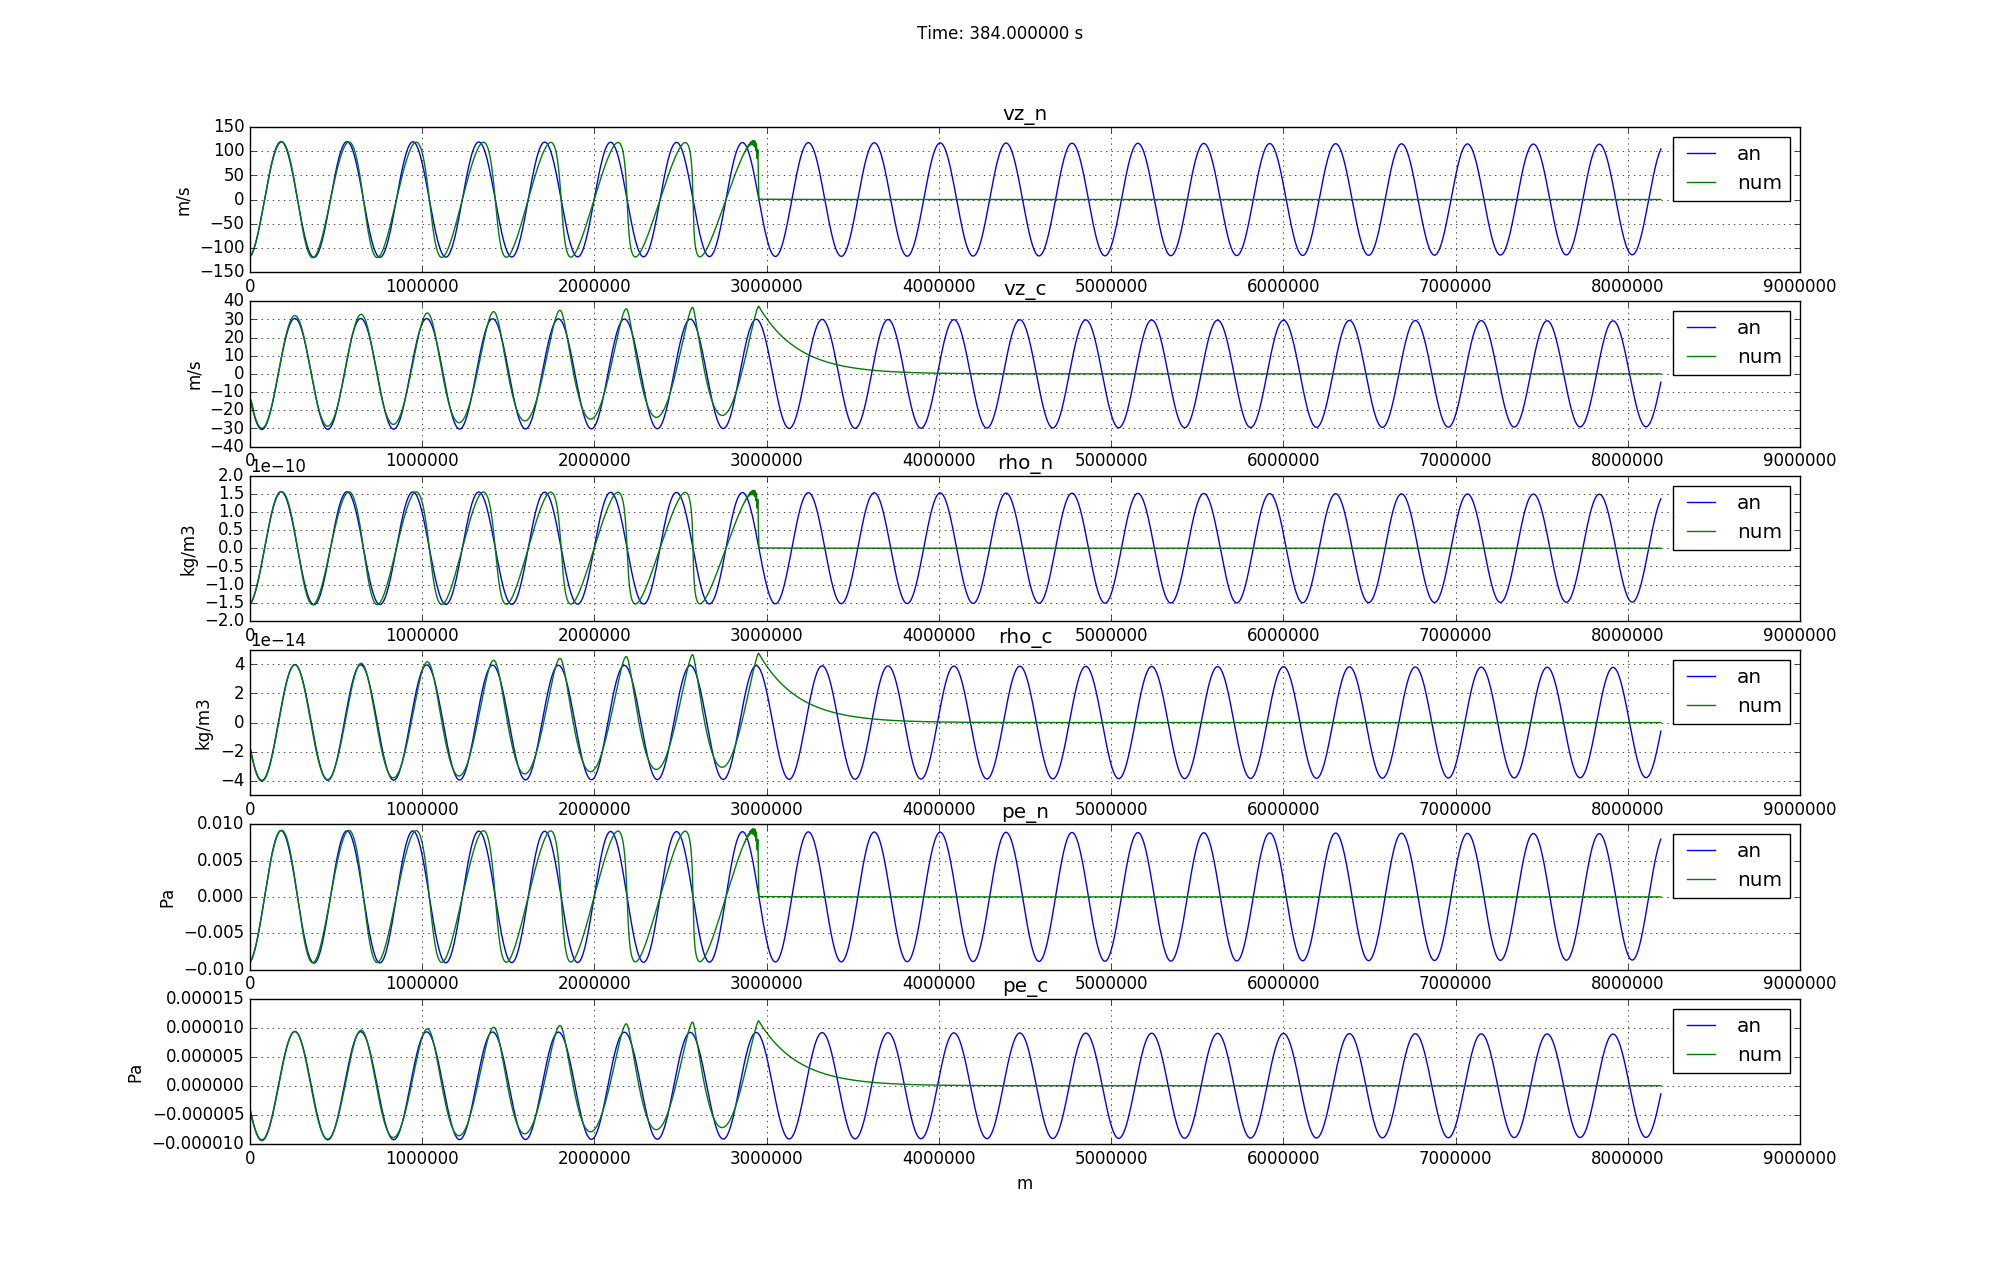 Time: 384.000000 s
vz_n
150
100
50
0
−50
−100
−150
m/s
an
num
0 1000000 2000000 3000000 4000000 5000000 6000000 7000000 8000000 9000000
vz_c
40
30
20
10
0
−10
−20
−30
−40
m/s
an
num
0 1000000 2000000 3000000 4000000 5000000 6000000 7000000 8000000 9000000
1e−10
rho_n
2.0
1.5
1.0
0.5
0.0
−0.5
−1.0
−1.5
−2.0
kg/m3
an
num
0 1000000 2000000 3000000 4000000 5000000 6000000 7000000 8000000 9000000
1e−14
rho_c
4
2
0
−2
−4
kg/m3
an
num
0 1000000 2000000 3000000 4000000 5000000 6000000 7000000 8000000 9000000
pe_n
0.010
0.005
0.000
−0.005
−0.010
Pa
an
num
0 1000000 2000000 3000000 4000000 5000000 6000000 7000000 8000000 9000000
pe_c
0.000015
0.000010
0.000005
0.000000
−0.000005
−0.000010
Pa
an
num
0 1000000 2000000 3000000 4000000 5000000 6000000 7000000 8000000 9000000
m